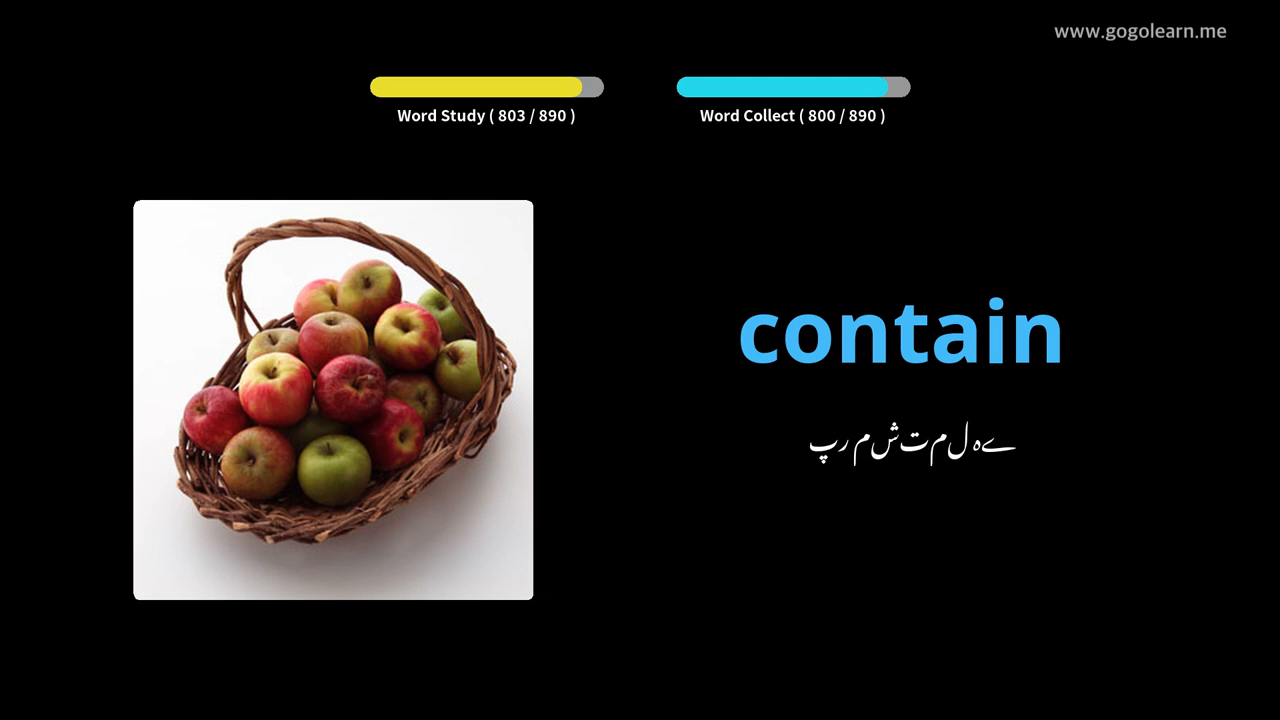 www.gogolearn.me
Word Study ( 803 / 890 )
Word Collect ( 800 / 890 )
contain
پر مشتمل ہے